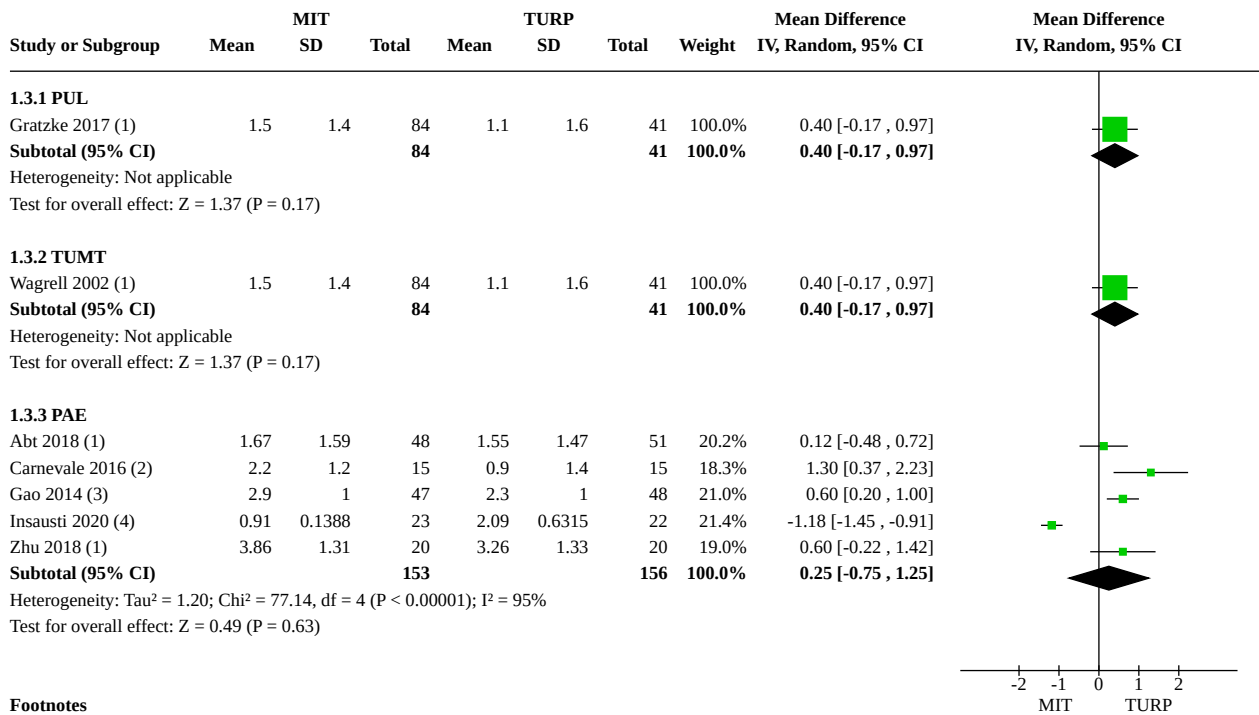 MIT TURP Mean Difference Mean Difference
Study or Subgroup Mean SD Total Mean SD Total Weight IV, Random, 95% CI IV, Random, 95% CI
1.3.1 PUL
Gratzke 2017 (1) 1.5 1.4 84 1.1 1.6 41 100.0% 0.40 [-0.17 , 0.97]
Subtotal (95% CI) 84 41 100.0% 0.40 [-0.17 , 0.97]
Heterogeneity: Not applicable
Test for overall effect: Z = 1.37 (P = 0.17)
1.3.2 TUMT
Wagrell 2002 (1) 1.5 1.4 84 1.1 1.6 41 100.0% 0.40 [-0.17 , 0.97]
Subtotal (95% CI) 84 41 100.0% 0.40 [-0.17 , 0.97]
Heterogeneity: Not applicable
Test for overall effect: Z = 1.37 (P = 0.17)
1.3.3 PAE
Abt 2018 (1) 1.67 1.59 48 1.55 1.47 51 20.2% 0.12 [-0.48 , 0.72]
Carnevale 2016 (2) 2.2 1.2 15 0.9 1.4 15 18.3% 1.30 [0.37 , 2.23]
Gao 2014 (3) 2.9 1 47 2.3 1 48 21.0% 0.60 [0.20 , 1.00]
Insausti 2020 (4) 0.91 0.1388 23 2.09 0.6315 22 21.4% -1.18 [-1.45 , -0.91]
Zhu 2018 (1) 3.86 1.31 20 3.26 1.33 20 19.0% 0.60 [-0.22 , 1.42]
Subtotal (95% CI) 153 156 100.0% 0.25 [-0.75 , 1.25]
Heterogeneity: Tau² = 1.20; Chi² = 77.14, df = 4 (P < 0.00001); I² = 95%
Test for overall effect: Z = 0.49 (P = 0.63)
-2 -1 0 1 2
Footnotes MIT TURP